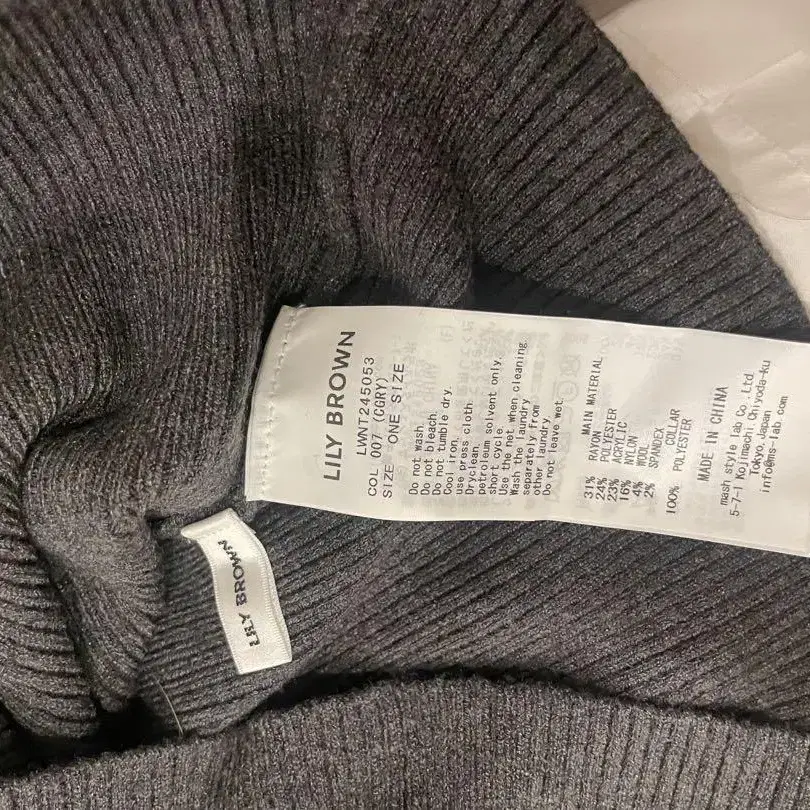 LILY BROWN
LWNT245053
COL 007 (CGRY)
SIZE ONE SIZE
Do not wash.
Do not bleach.
Do not tumble dry.
Cool iron.
use press cloth.
Dryclean.
petroleum solvent only.
short cycle.
Use the net when cleaning.
Wash the laundry
separately from
other laundry.
Do not leave wet.
MAIN MATERIAL
31% RAYON
24% POLYESTER
23% ACRYLIC
16% NYLON
4% WOOL
2% SPANDEX
COLLAR
100% POLYESTER
MADE IN CHINA
mash style lab Co.,Ltd.
5-7-1 Kojimachi, Chiyoda-ku
Tokyo, Japan
info@ms-lab.com
LILY BROWN